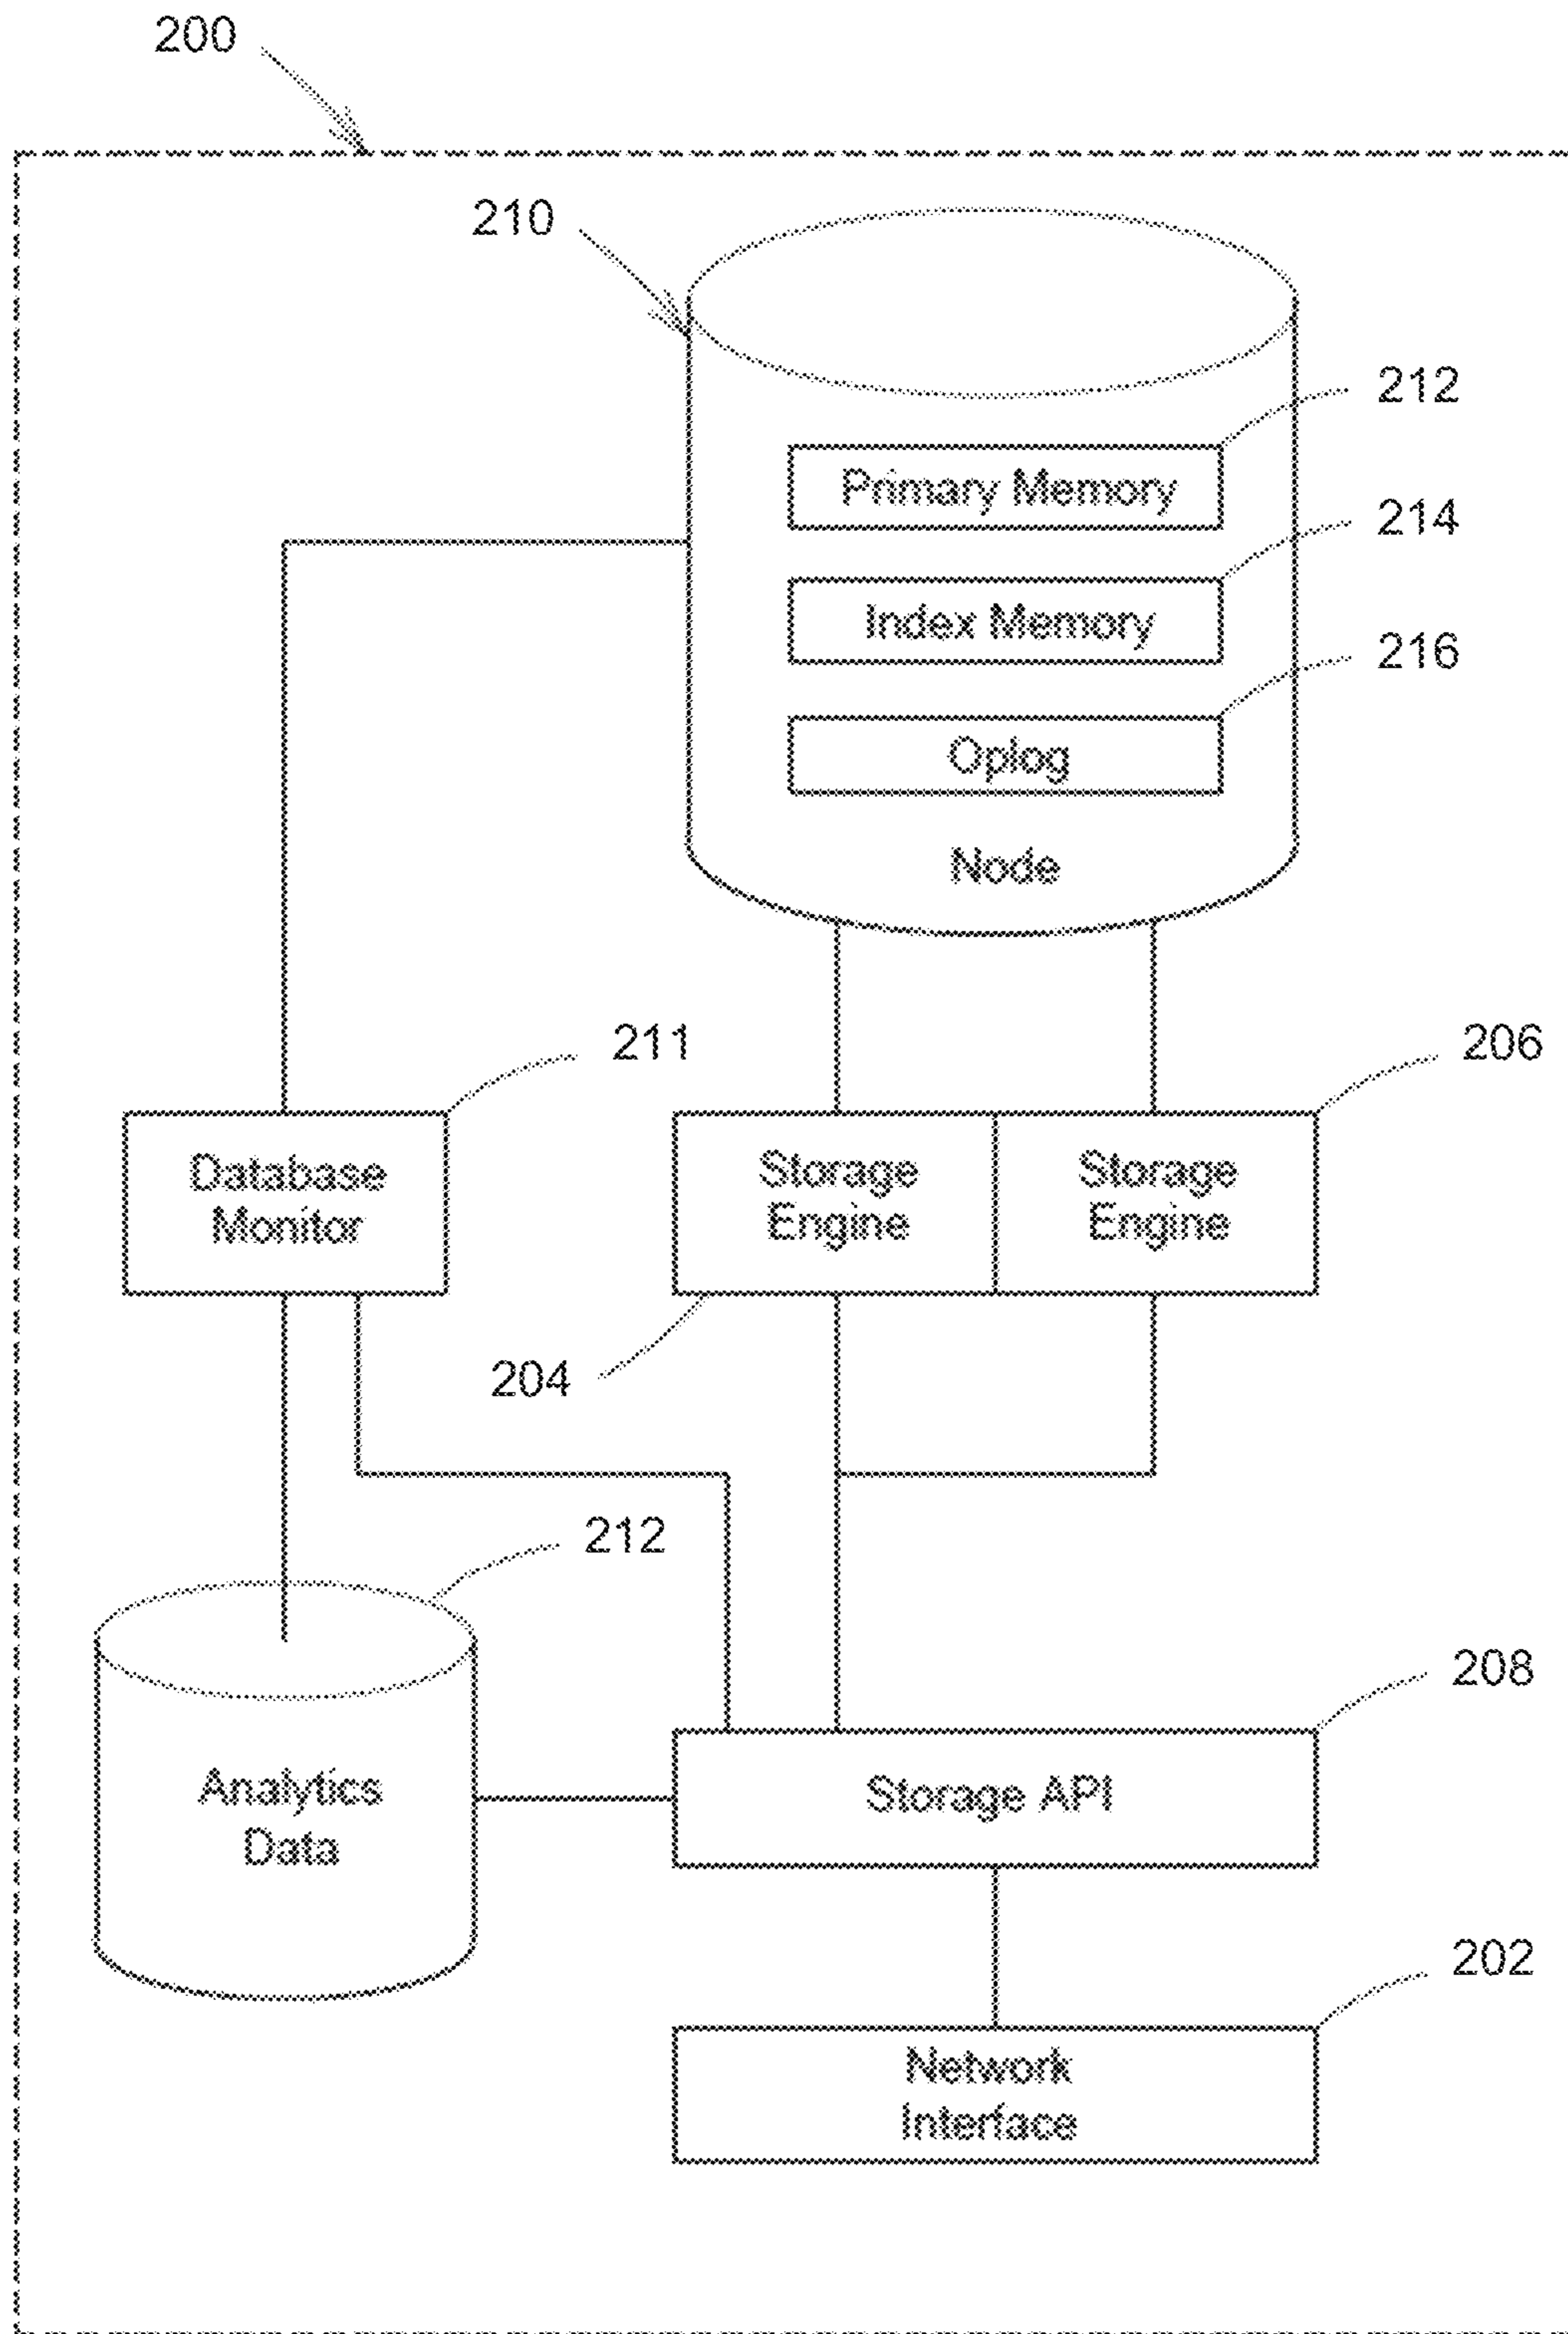 200
210
212
Primary Memory
214
Index Memory
216
Oplog
Node
211
206
Database
Monitor
Storage
Engine
Storage
Engine
204
212
208
Analytics
Data
Storage API
202
Network
Interface